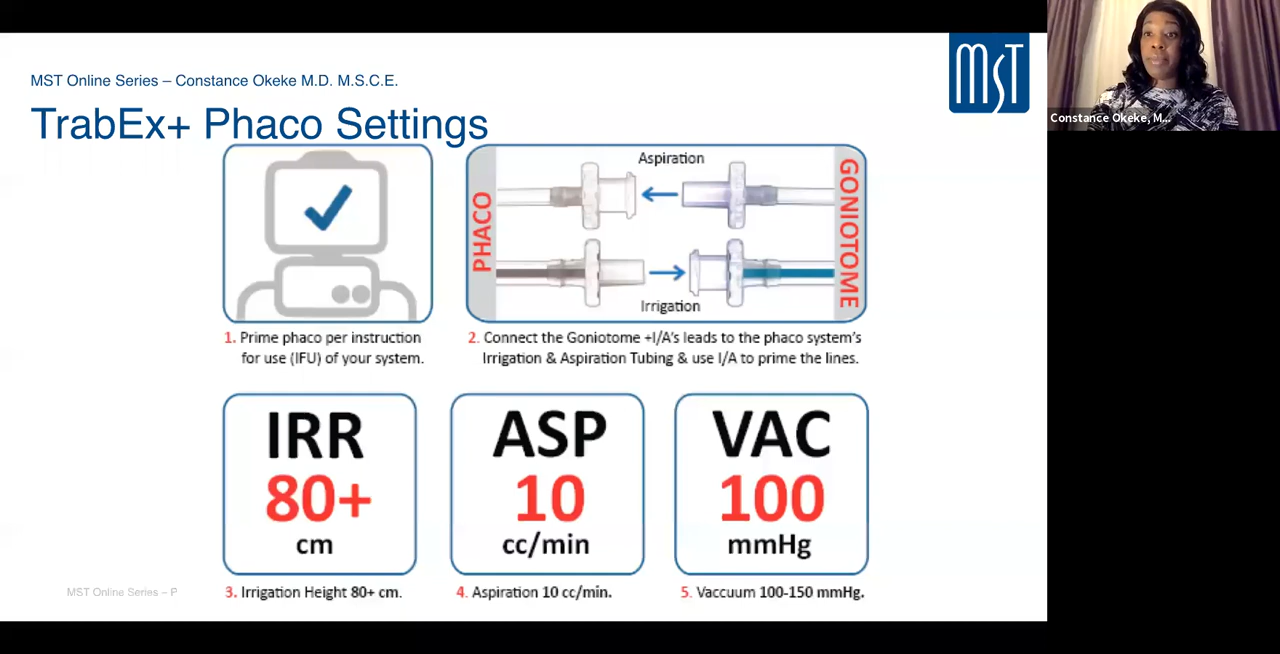 MST Online Series – Constance Okeke M.D. M.S.C.E.
TrabEx+ Phaco Settings
MST
Constance Okeke, M...
PHACO
Aspiration
Irrigation
GONIOTOME
1. Prime phaco per instruction
for use (IFU) of your system.
2. Connect the Goniotome +I/A's leads to the phaco system's
Irrigation & Aspiration Tubing & use I/A to prime the lines.
IRR
80+
cm
3. Irrigation Height 80+ cm.
ASP
10
cc/min
4. Aspiration 10 cc/min.
VAC
100
mmHg
5. Vaccuum 100-150 mmHg.
MST Online Series – P